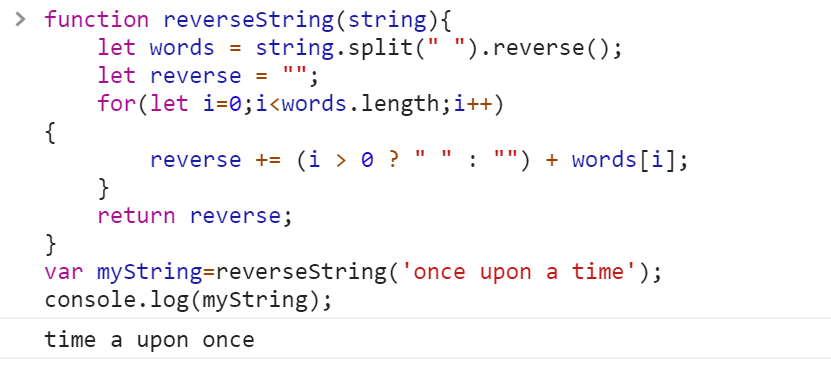 > function reverseString(string){
    let words = string.split(" ").reverse();
    let reverse = "";
    for(let i=0;i<words.length;i++)
{
        reverse += (i > 0 ? " " : "") + words[i];
    }
    return reverse;
}
var myString=reverseString('once upon a time');
console.log(myString);
time a upon once